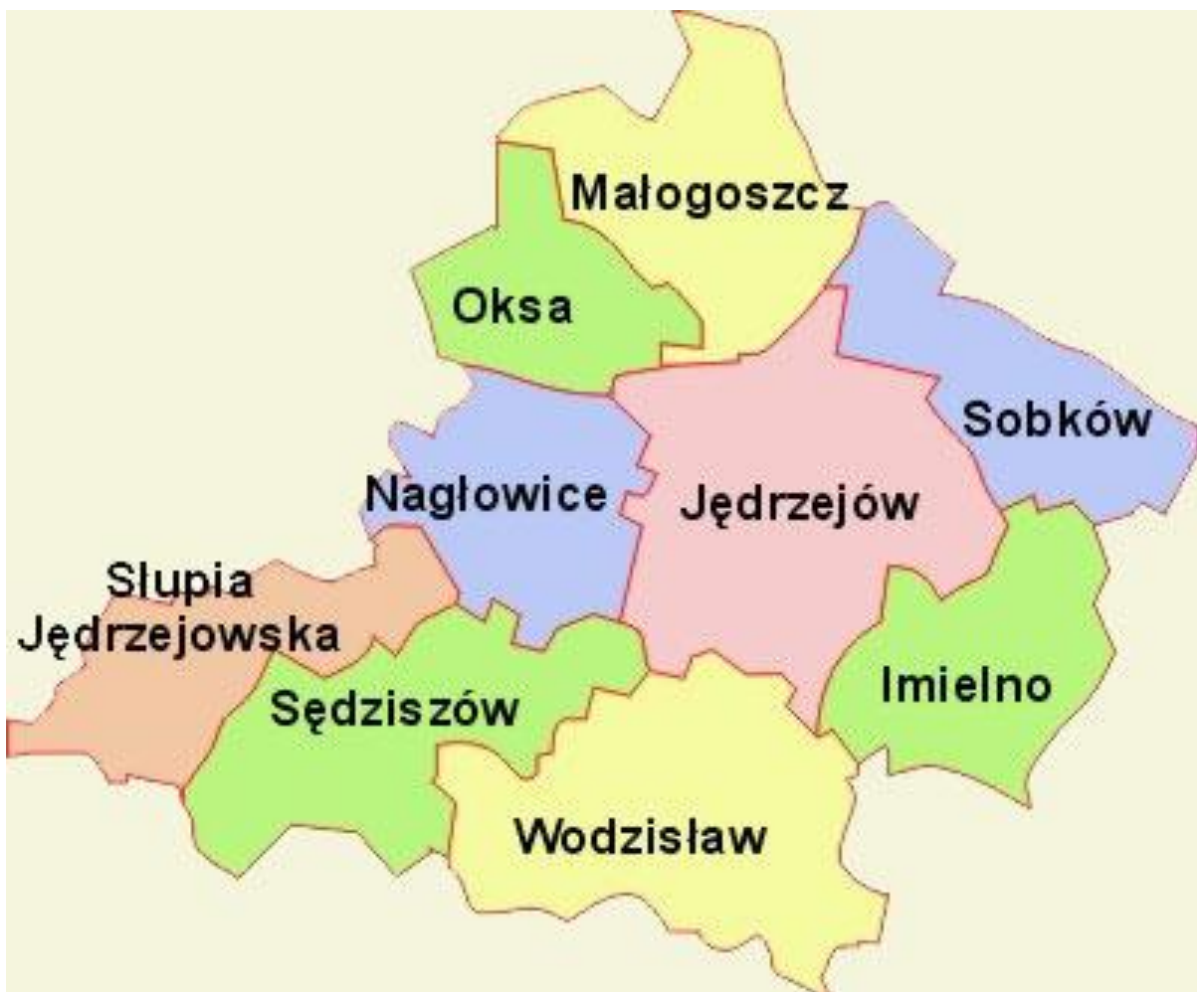 Małogoszcz
Oksa
Sobków
Nagłowice
Jędrzejów
Słupia
Jędrzejowska
Imielno
Sędziszów
Wodzisław